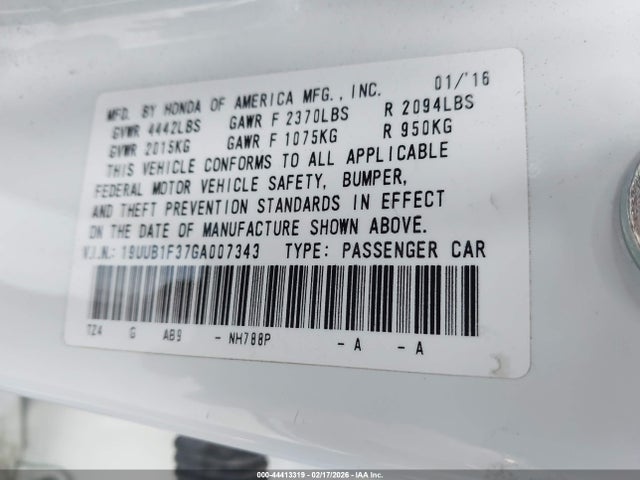 MFD. BY HONDA OF AMERICA MFG., INC. 01/'16
GVWR 4442LBS GAWR F 2370LBS R 2094LBS
GVWR 2015KG GAWR F 1075KG R 950KG
THIS VEHICLE CONFORMS TO ALL APPLICABLE
FEDERAL MOTOR VEHICLE SAFETY, BUMPER,
AND THEFT PREVENTION STANDARDS IN EFFECT
ON THE DATE OF MANUFACTURE SHOWN ABOVE.
V.I.N.: 19UUB1F37GA007343 TYPE: PASSENGER CAR
TZ4 G AB9 - NH788P - A - A
000-44413319 | 02/17/2026 | IAA Inc.